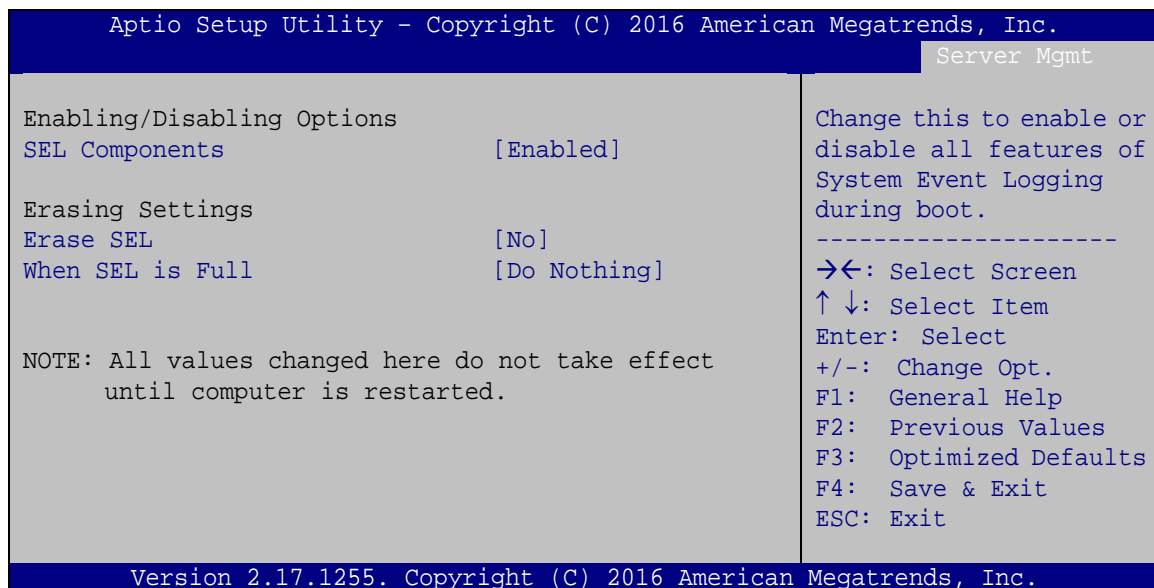 Aptio Setup Utility – Copyright (C) 2016 American Megatrends, Inc.
Server Mgmt
Enabling/Disabling Options
SEL Components [Enabled]
Erasing Settings
Erase SEL [No]
When SEL is Full [Do Nothing]
NOTE: All values changed here do not take effect
until computer is restarted.
Change this to enable or
disable all features of
System Event Logging
during boot.
---------------------
→←: Select Screen
↑ ↓: Select Item
Enter: Select
+/-: Change Opt.
F1: General Help
F2: Previous Values
F3: Optimized Defaults
F4: Save & Exit
ESC: Exit
Version 2.17.1255. Copyright (C) 2016 American Megatrends, Inc.